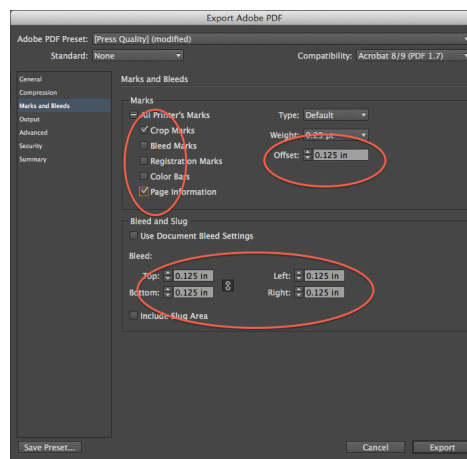 Export Adobe PDF
Adobe PDF Preset: [Press Quality] (modified)
Standard: None Compatibility: Acrobat 8/9 (PDF 1.7)
General
Compression
Marks and Bleeds
Output
Advanced
Security
Summary
Marks and Bleeds
Marks
All Printer's Marks Type: Default
Crop Marks Weight: 0.25 pt
Bleed Marks Offset: 0.125 in
Registration Marks
Color Bars
Page Information
Bleed and Slug
Use Document Bleed Settings
Bleed:
Top: 0.125 in Left: 0.125 in
Bottom: 0.125 in Right: 0.125 in
Include Slug Area
Save Preset... Cancel Export